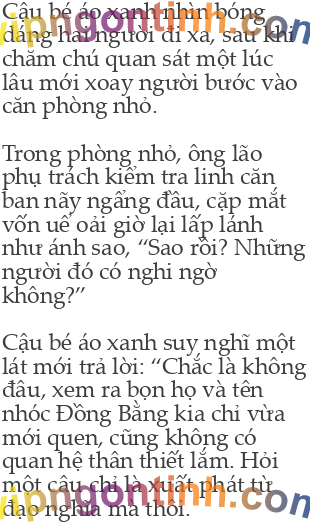 Cậu bé áo xanh nhìn bóng
dáng hai người đi xa, sau khi
chăm chú quan sát một lúc
lâu mới xoay người bước vào
căn phòng nhỏ.
Trong phòng nhỏ, ông lão
phụ trách kiểm tra linh căn
ban nãy ngẩng đầu, cặp mắt
vốn uể oải giờ lại lấp lánh
như ánh sao, “Sao rồi? Những
người đó có nghi ngờ
không?”
Cậu bé áo xanh suy nghĩ một
lát mới trả lời: “Chắc là không
đâu, xem ra bọn họ và tên
nhóc Đồng Bằng kia chỉ vừa
mới quen, cũng không có
quan hệ thân thiết lắm. Hỏi
một câu chỉ là xuất phát từ
đạo nghĩa mà thôi.
vipngontinh.com
vipngontinh.com